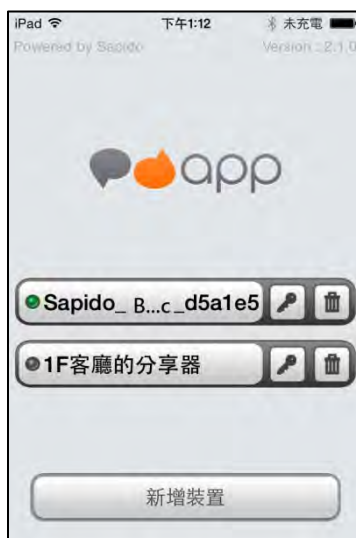 iPad 下午1:12 未充電
Powered by Sapido Version : 2.1.0
app
Sapido_ B...c_d5a1e5
1F客廳的分享器
新增裝置